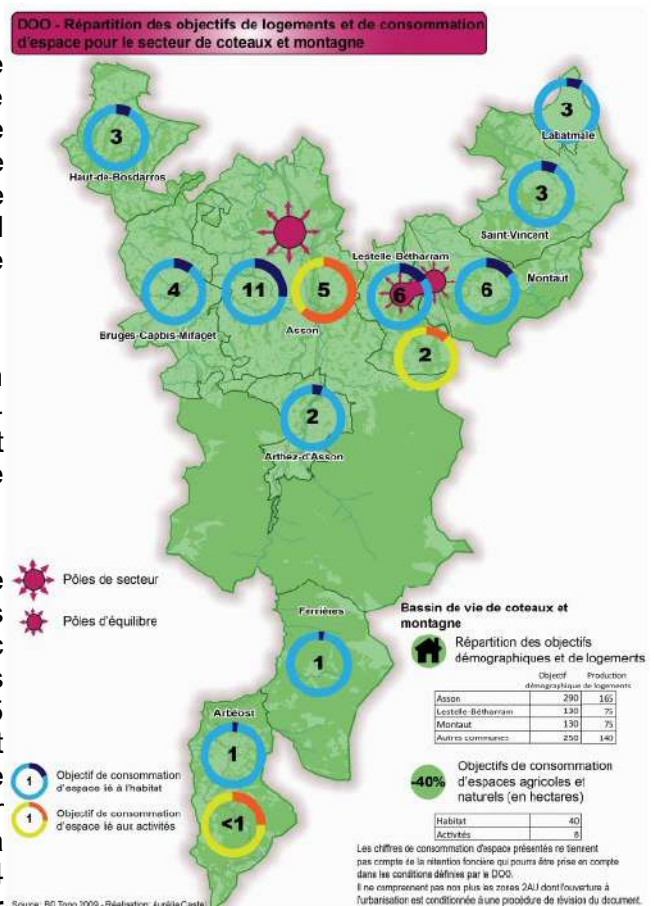 DOO - Répartition des objectifs de logements et de consommation
d'espace pour le secteur de coteaux et montagne
3
Haut-de-Bosdarros
3
Labatmale
3
Saint-Vincent
Lestelle-Bétharram
4
11
5
6
6
Montaut
Bruges-Capbis-Mifaget
Asson
2
2
Arthez-d'Asson
Pôles de secteur
Pôles d'équilibre
Ferrières
1
Arbéost
1
<1
1
Objectif de consommation
d'espace lié à l'habitat
1
Objectif de consommation
d'espace lié aux activités
Bassin de vie de coteaux et
montagne
Répartition des objectifs
démographiques et de logements
Objectif Production
démographique de logements
Asson 290 165
Lestelle-Bétharram 130 75
Montaut 130 75
Autres communes 250 140
-40%
Objectifs de consommation
d'espaces agricoles et
naturels (en hectares)
Habitat 40
Activités 8
Les chiffres de consommation d'espace présentés ne tiennent
pas compte de la rétention foncière qui pourra être prise en compte
dans les conditions définies par le DOO.
Il ne comprennent pas non plus les zones 2AU dont l'ouverture à
l'urbanisation est conditionnée à une procédure de révision du document.
Source: BD Topo 2009 - Réalisation: Aurélie Castel